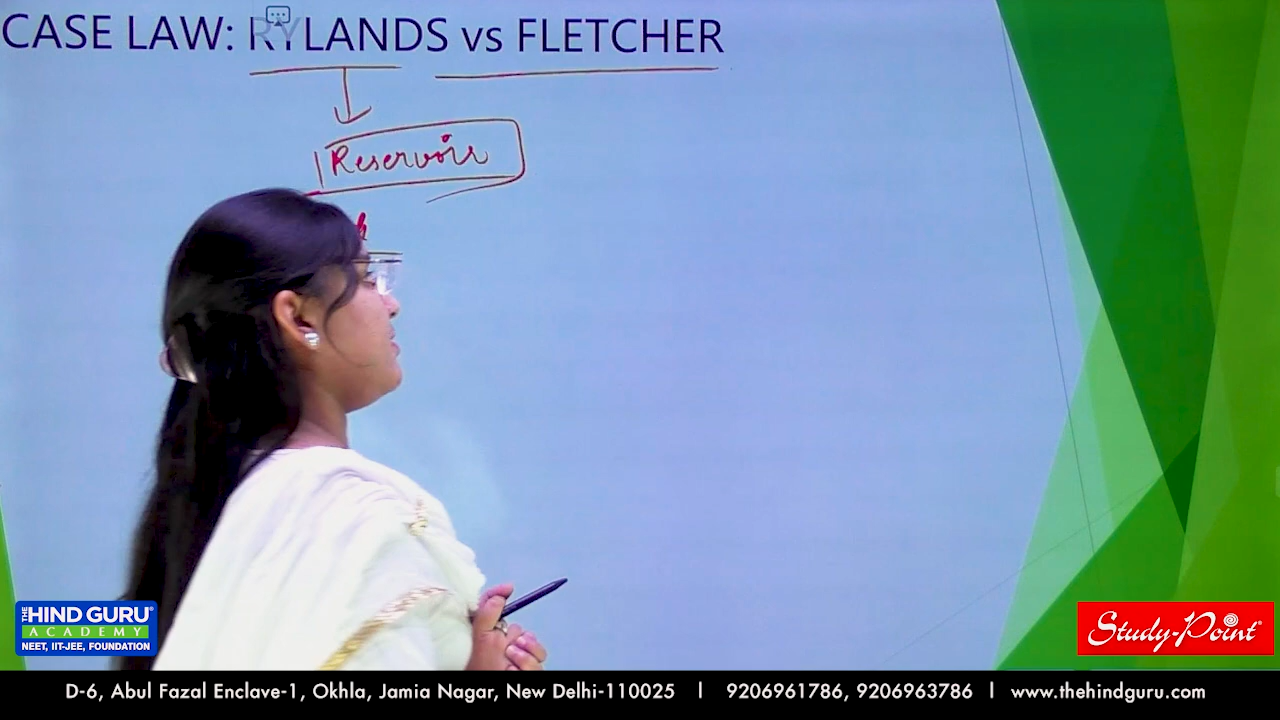 CASE LAW: RYLANDS vs FLETCHER
Reservoir
THE HIND GURU
ACADEMY
NEET, IIT-JEE, FOUNDATION
Study-Point
D-6, Abul Fazal Enclave-1, Okhla, Jamia Nagar, New Delhi-110025 | 9206961786, 9206963786 | www.thehindguru.com